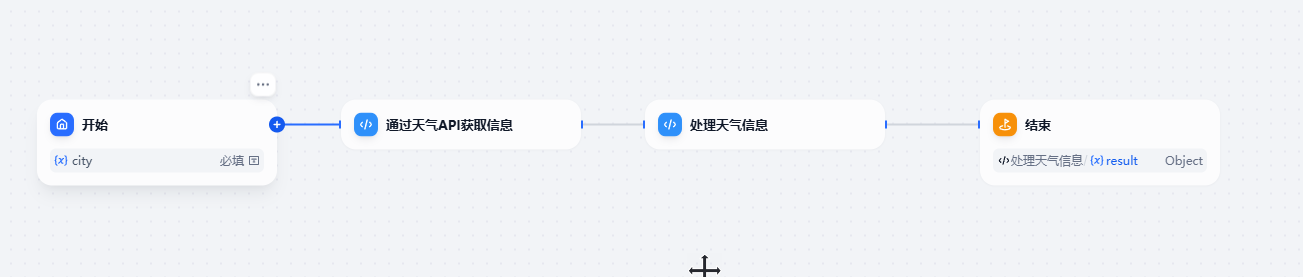 开始
{x} city 必填
通过天气API获取信息
处理天气信息
结束
处理天气信息/ {x} result Object